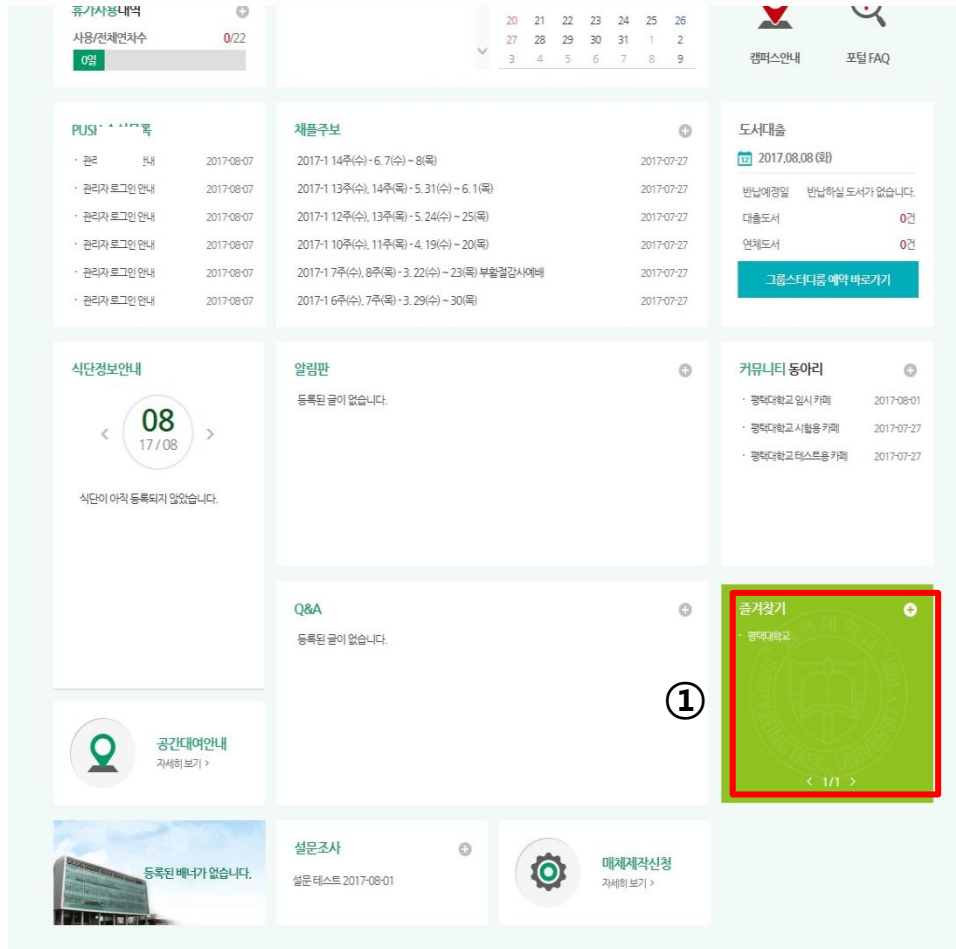 휴가사용내역
사용/전체연차수 0/22
0일
20 21 22 23 24 25 26
27 28 29 30 31 1 2
3 4 5 6 7 8 9
캠퍼스안내 포털 FAQ
관리자 로그인 안내 2017-08-07
관리자 로그인 안내 2017-08-07
관리자 로그인 안내 2017-08-07
관리자 로그인 안내 2017-08-07
관리자 로그인 안내 2017-08-07
채플주보
2017-1 14주(수) - 6. 7(수) ~ 8(목) 2017-07-27
2017-1 13주(수), 14주(목) - 5. 31(수) ~ 6. 1(목) 2017-07-27
2017-1 12주(수), 13주(목) - 5. 24(수) ~ 25(목) 2017-07-27
2017-1 10주(수), 11주(목) - 4. 19(수) ~ 20(목) 2017-07-27
2017-1 7주(수), 8주(목) - 3. 22(수) ~ 23(목) 부활절감사예배 2017-07-27
2017-1 6주(수), 7주(목) - 3. 29(수) ~ 30(목) 2017-07-27
도서대출
12 2017.08.08 (화)
반납예정일 반납하실 도서가 없습니다.
대출도서 0건
연체도서 0건
그룹스터디룸 예약 바로가기
식단정보안내
08
17 / 08
식단이 아직 등록되지 않았습니다.
알림판
등록된 글이 없습니다.
커뮤니티 동아리
평택대학교 임시 카페 2017-08-01
평택대학교 시험용 카페 2017-07-27
평택대학교 테스트용 카페 2017-07-27
Q&A
등록된 글이 없습니다.
①
즐겨찾기
평택대학교
< 1/1 >
공간대여안내
자세히 보기 >
등록된 배너가 없습니다.
설문조사
설문 테스트 2017-08-01
매체제작신청
자세히 보기 >